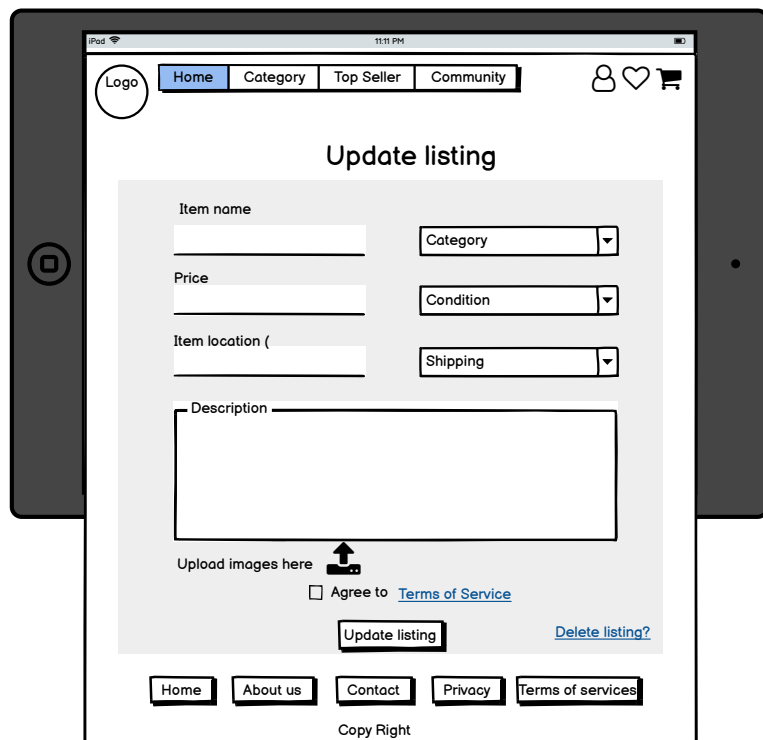 iPad 11:11 PM
Logo Home Category Top Seller Community
Update listing
Item name
Category
Price
Condition
Item location (
Shipping
Description
Upload images here
Agree to Terms of Service
Update listing Delete listing?
Home About us Contact Privacy Terms of services
Copy Right